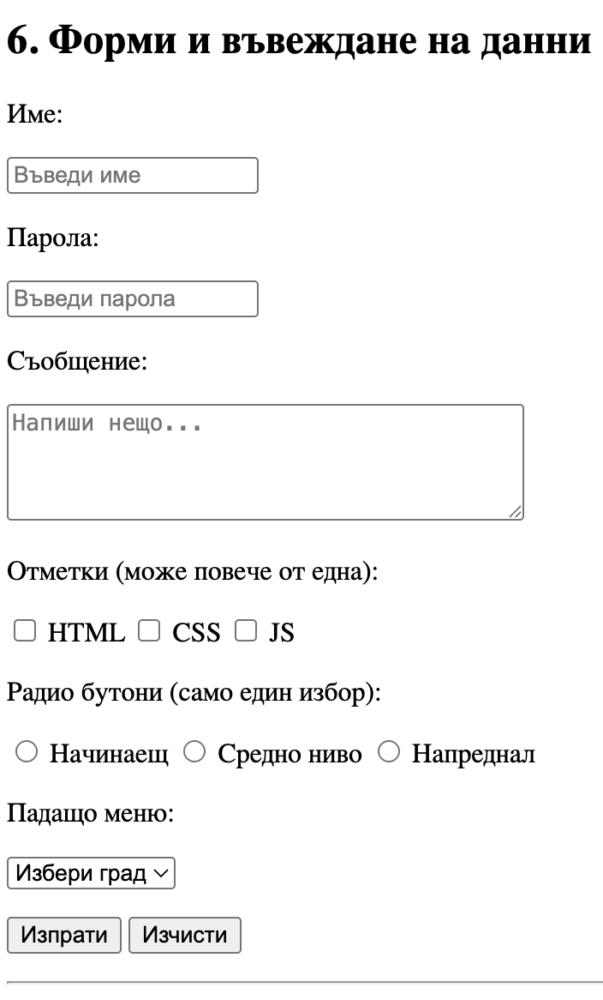 6. Форми и въвеждане на данни
Име:
Въведи име
Парола:
Въведи парола
Съобщение:
Напиши нещо...
Отметки (може повече от една):
HTML CSS JS
Радио бутони (само един избор):
Начинаещ Средно ниво Напреднал
Падащо меню:
Избери град
Изпрати Изчисти